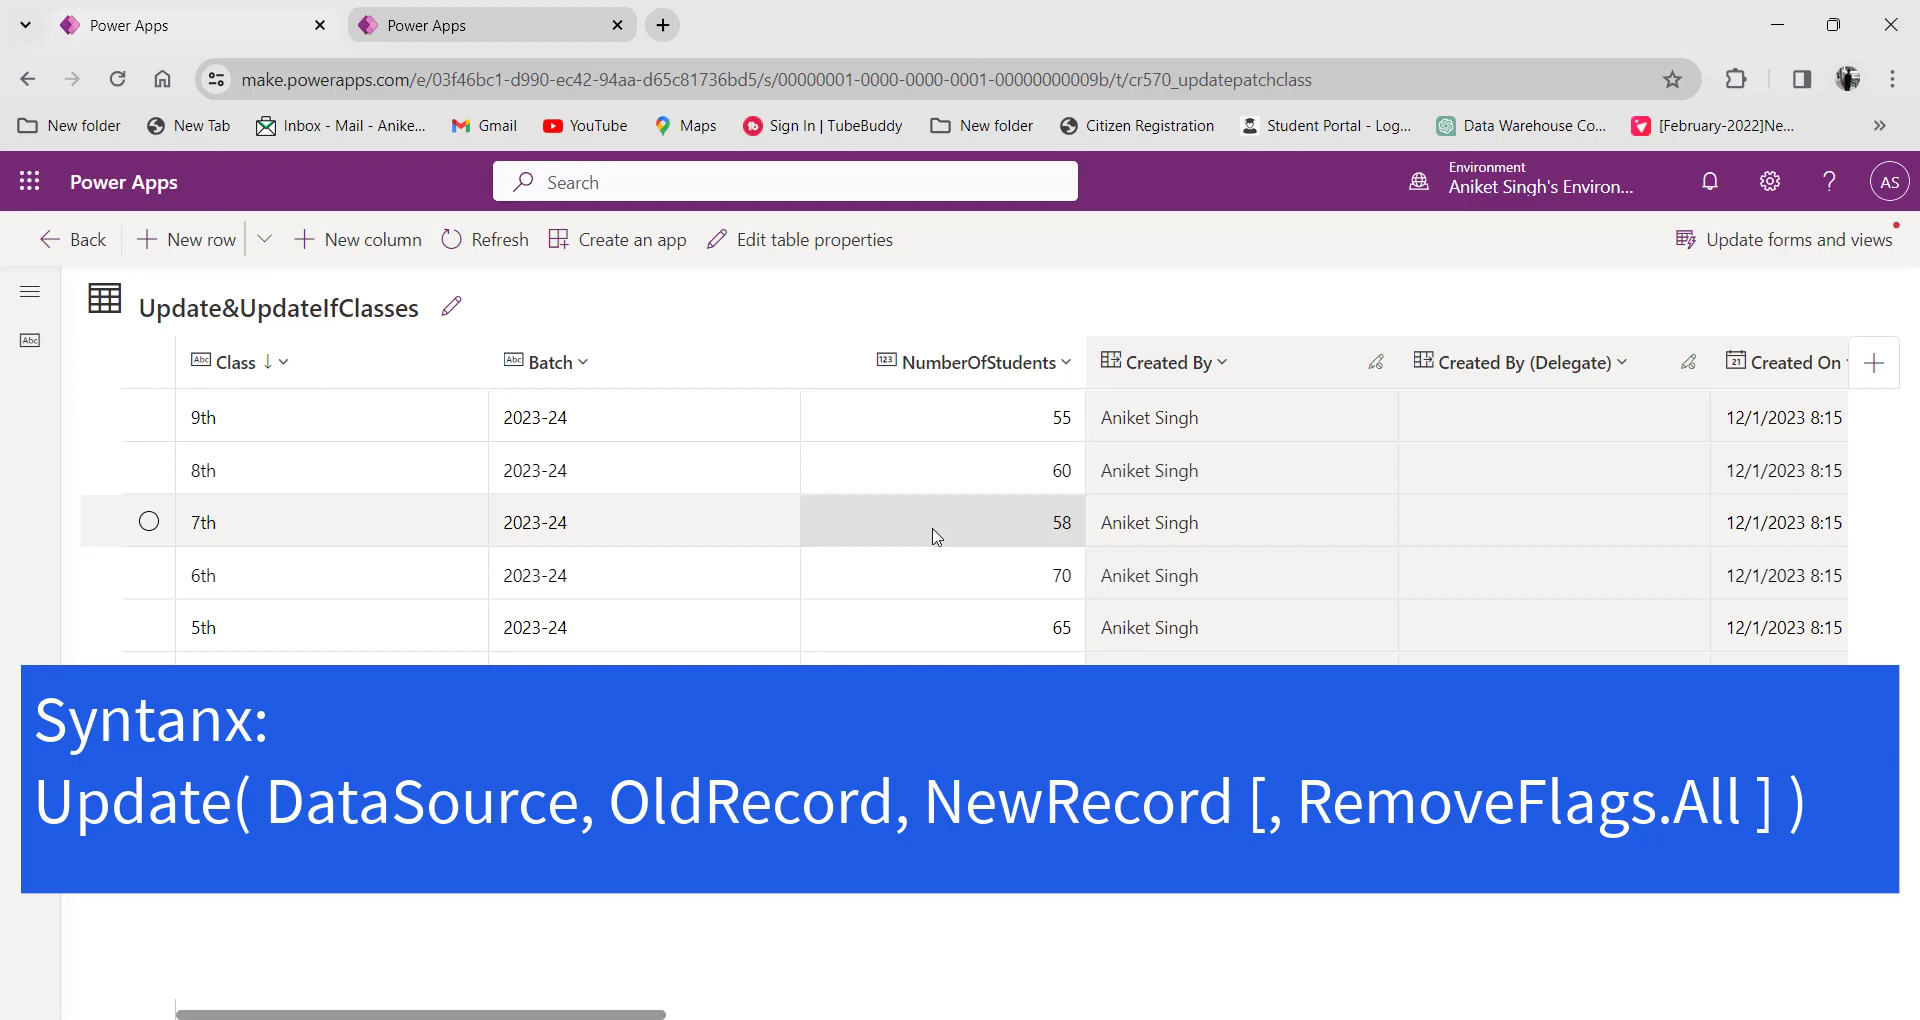 Power Apps
Power Apps
make.powerapps.com/e/03f46bc1-d990-ec42-94aa-d65c81736bd5/s/00000001-0000-0000-0001-00000000009b/t/cr570_updatepatchclass
New folder New Tab Inbox - Mail - Anike... Gmail YouTube Maps Sign In | TubeBuddy New folder Citizen Registration Student Portal - Log... Data Warehouse Co... [February-2022]Ne...
Power Apps
Search
Environment
Aniket Singh's Environ...
AS
Back New row New column Refresh Create an app Edit table properties Update forms and views
Update&UpdateIfClasses
Abc
Abc Class Abc Batch 123 NumberOfStudents Created By Created By (Delegate) 21 Created On
9th 2023-24 55 Aniket Singh 12/1/2023 8:15
8th 2023-24 60 Aniket Singh 12/1/2023 8:15
7th 2023-24 58 Aniket Singh 12/1/2023 8:15
6th 2023-24 70 Aniket Singh 12/1/2023 8:15
5th 2023-24 65 Aniket Singh 12/1/2023 8:15
Syntanx:
Update( DataSource, OldRecord, NewRecord [, RemoveFlags.All ] )